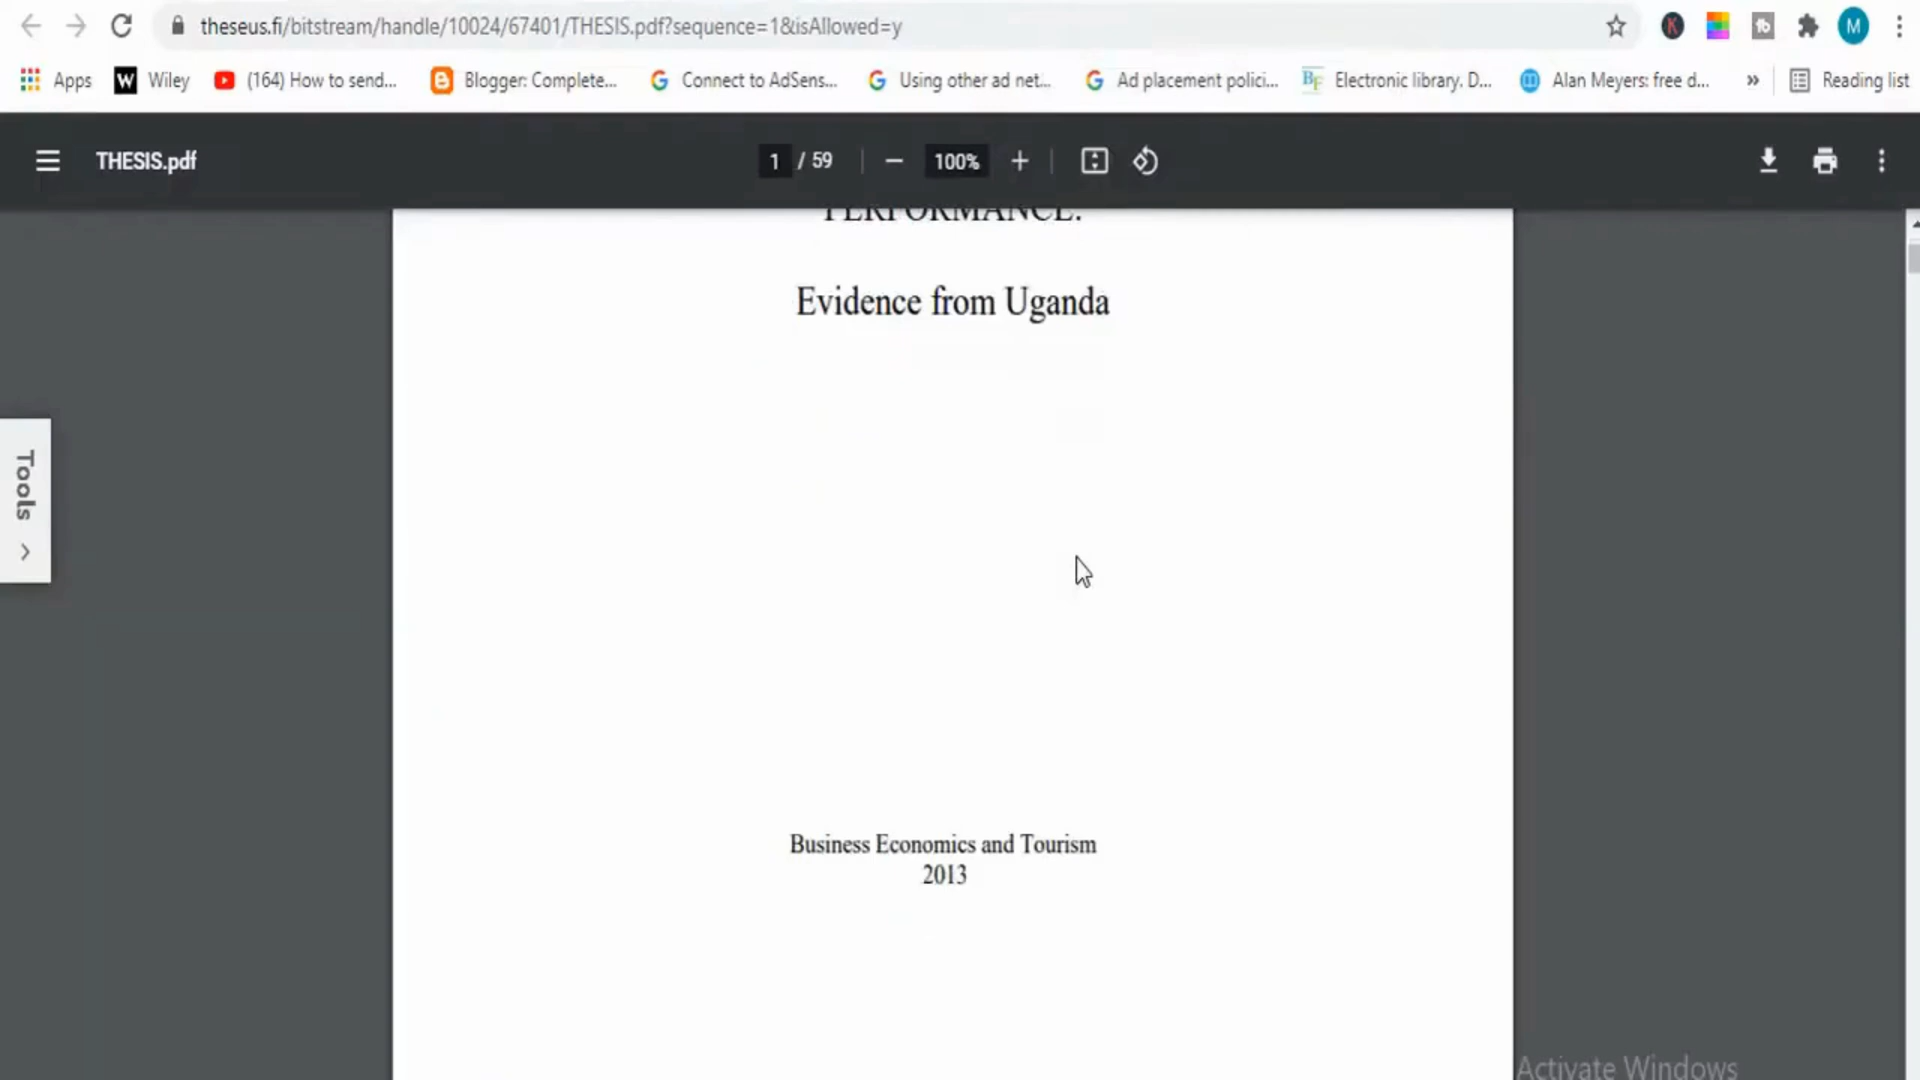 theseus.fi/bitstream/handle/10024/67401/THESIS.pdf?sequence=1&isAllowed=y
K
M
Apps
W Wiley
(164) How to send...
Blogger: Complete...
G Connect to AdSens...
G Using other ad net...
G Ad placement polici...
BF Electronic library. D...
Alan Meyers: free d...
»
Reading list
THESIS.pdf
1 / 59
100%
PERFORMANCE:
Evidence from Uganda
Tools
Business Economics and Tourism
2013
Activate Windows